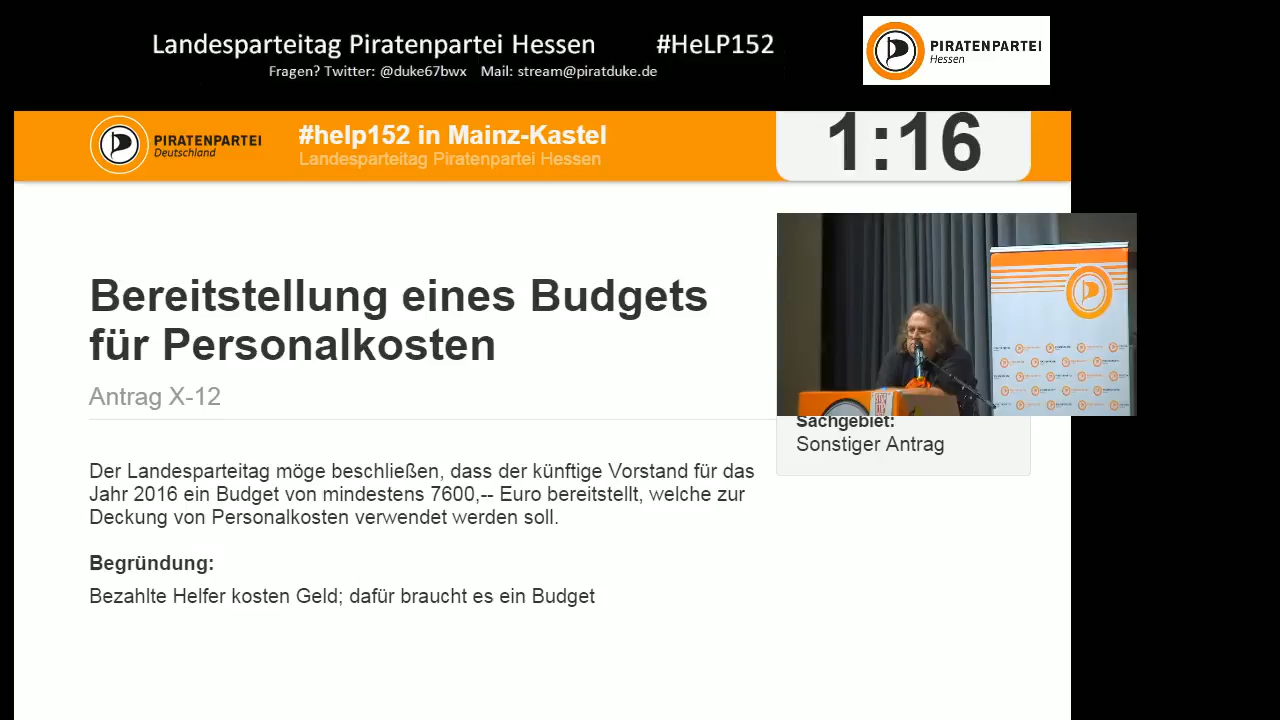 Landesparteitag Piratenpartei Hessen #HeLP152
Fragen? Twitter: @duke67bwx Mail: stream@piratduke.de
PIRATENPARTEI
Hessen
PIRATENPARTEI
Deutschland
#help152 in Mainz-Kastel
Landesparteitag Piratenpartei Hessen
1:16
Bereitstellung eines Budgets
für Personalkosten
Antrag X-12
Sachgebiet:
Sonstiger Antrag
Der Landesparteitag möge beschließen, dass der künftige Vorstand für das
Jahr 2016 ein Budget von mindestens 7600,-- Euro bereitstellt, welche zur
Deckung von Personalkosten verwendet werden soll.
Begründung:
Bezahlte Helfer kosten Geld; dafür braucht es ein Budget